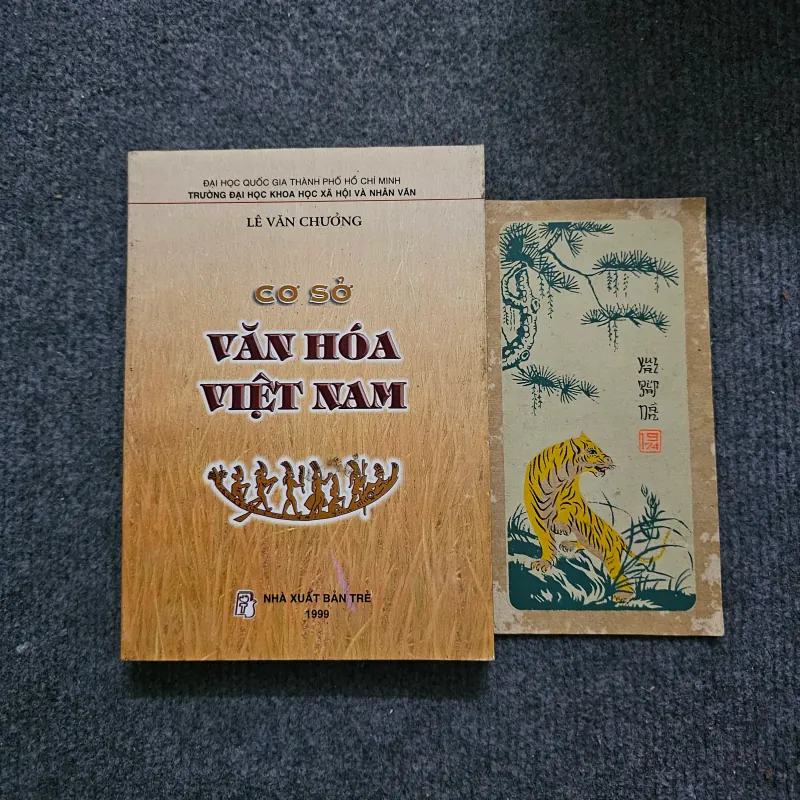 ĐẠI HỌC QUỐC GIA THÀNH PHỐ HỒ CHÍ MINH
TRƯỜNG ĐẠI HỌC KHOA HỌC XÃ HỘI VÀ NHÂN VĂN
LÊ VĂN CHƯỞNG
CƠ SỞ
VĂN HÓA
VIỆT NAM
NHÀ XUẤT BẢN TRẺ
1999